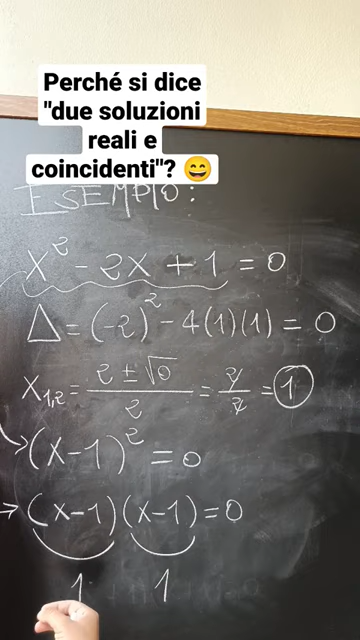 Perché si dice
"due soluzioni
reali e
coincidenti"? 😄
ESEMPIO:
x² - 2x + 1 = 0
Δ = (-2)² - 4(1)(1) = 0
x₁,₂ = (2 ± √0)/2 = 2/2 = 1
→ (x-1)² = 0
→ (x-1)(x-1) = 0
1 1